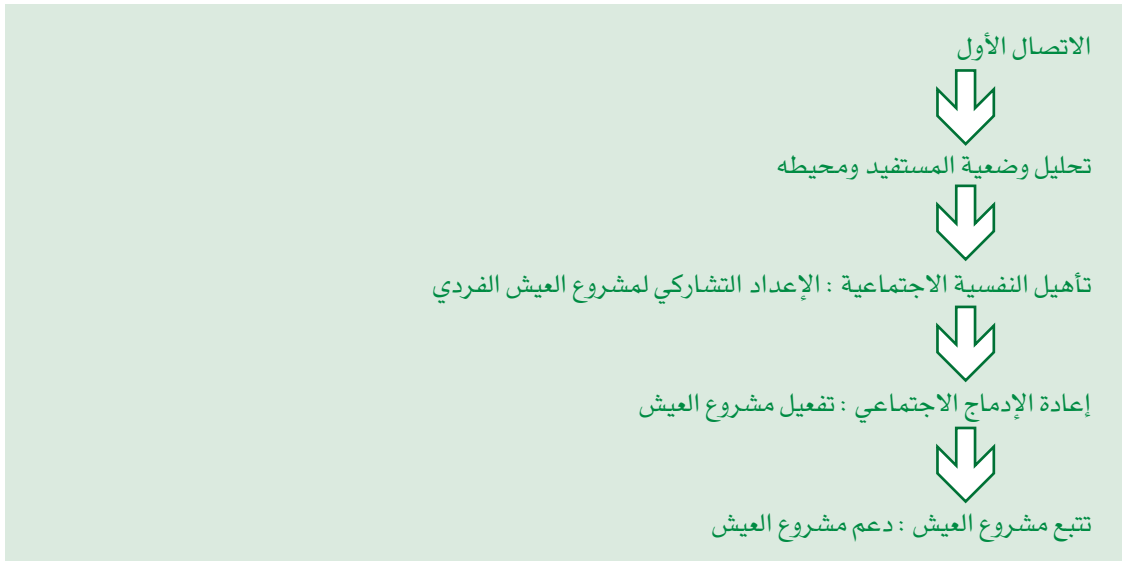 الاتصال الأول
تحليل وضعية المستفيد ومحيطه
تأهيل النفسية الاجتماعية : الإعداد التشاركي لمشروع العيش الفردي
إعادة الإدماج الاجتماعي : تفعيل مشروع العيش
تتبع مشروع العيش : دعم مشروع العيش